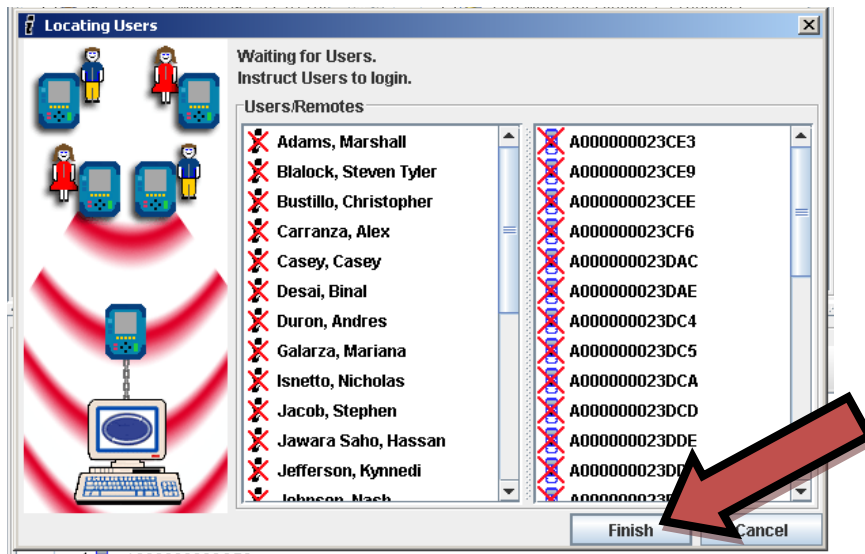 Locating Users
Waiting for Users.
Instruct Users to login.
Users/Remotes
Adams, Marshall
Blalock, Steven Tyler
Bustillo, Christopher
Carranza, Alex
Casey, Casey
Desai, Binal
Duron, Andres
Galarza, Mariana
Isnetto, Nicholas
Jacob, Stephen
Jawara Saho, Hassan
Jefferson, Kynnedi
Johnson, Nash
A000000023CE3
A000000023CE9
A000000023CEE
A000000023CF6
A000000023DAC
A000000023DAE
A000000023DC4
A000000023DC5
A000000023DCA
A000000023DCD
A000000023DDE
Finish
Cancel